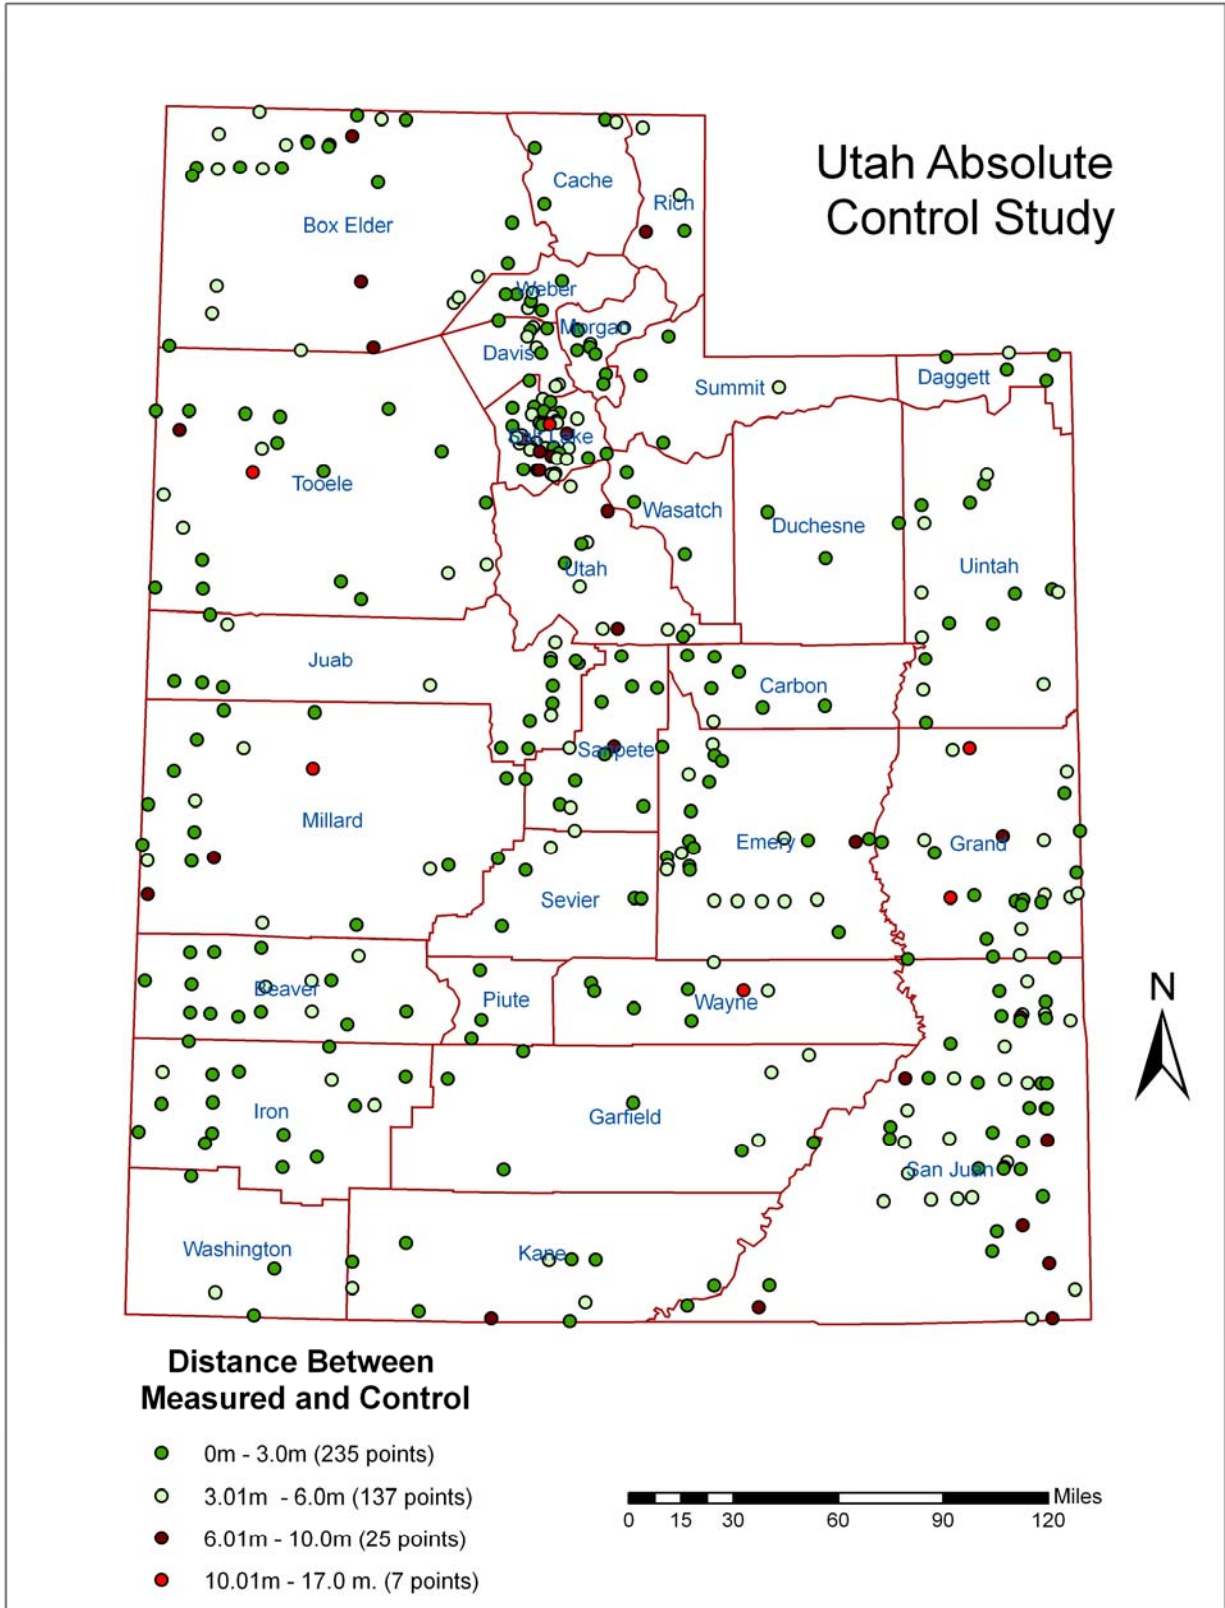 Utah Absolute
Control Study
Cache
Rich
Box Elder
Weber
Morgan
Davis
Summit
Daggett
Salt Lake
Tooele
Wasatch
Duchesne
Uintah
Utah
Juab
Carbon
Sanpete
Millard
Emery
Grand
Sevier
Beaver
Piute
Wayne
N
Iron
Garfield
San Juan
Washington
Kane
Distance Between
Measured and Control
0m - 3.0m (235 points)
3.01m - 6.0m (137 points)
6.01m - 10.0m (25 points)
10.01m - 17.0 m. (7 points)
Miles
0 15 30 60 90 120